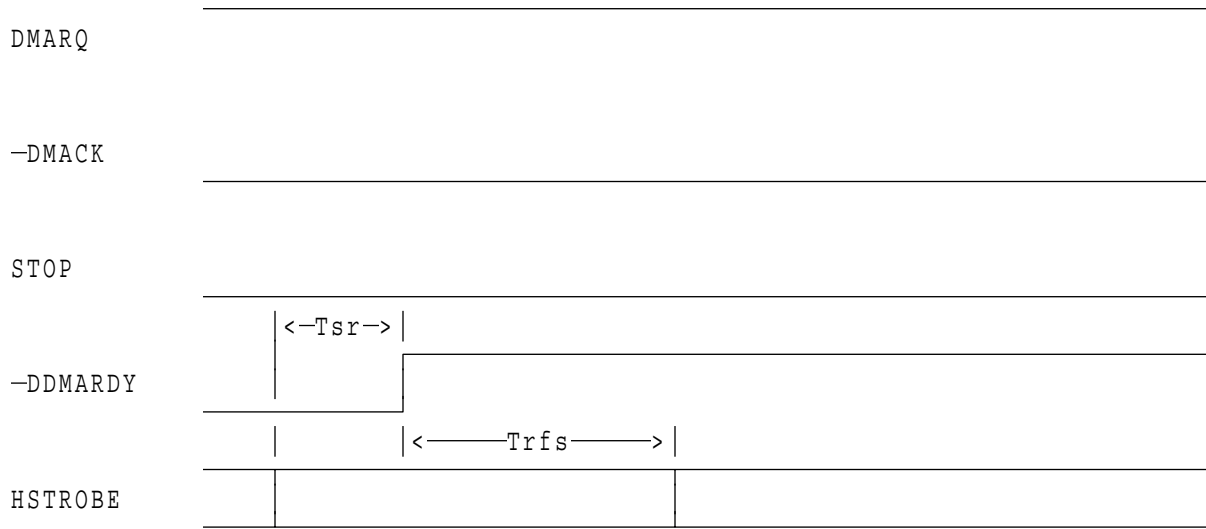 DMARQ
—DMACK
STOP
|<—Tsr—>|
—DDMARDY
|<———Trfs———>|
HSTROBE